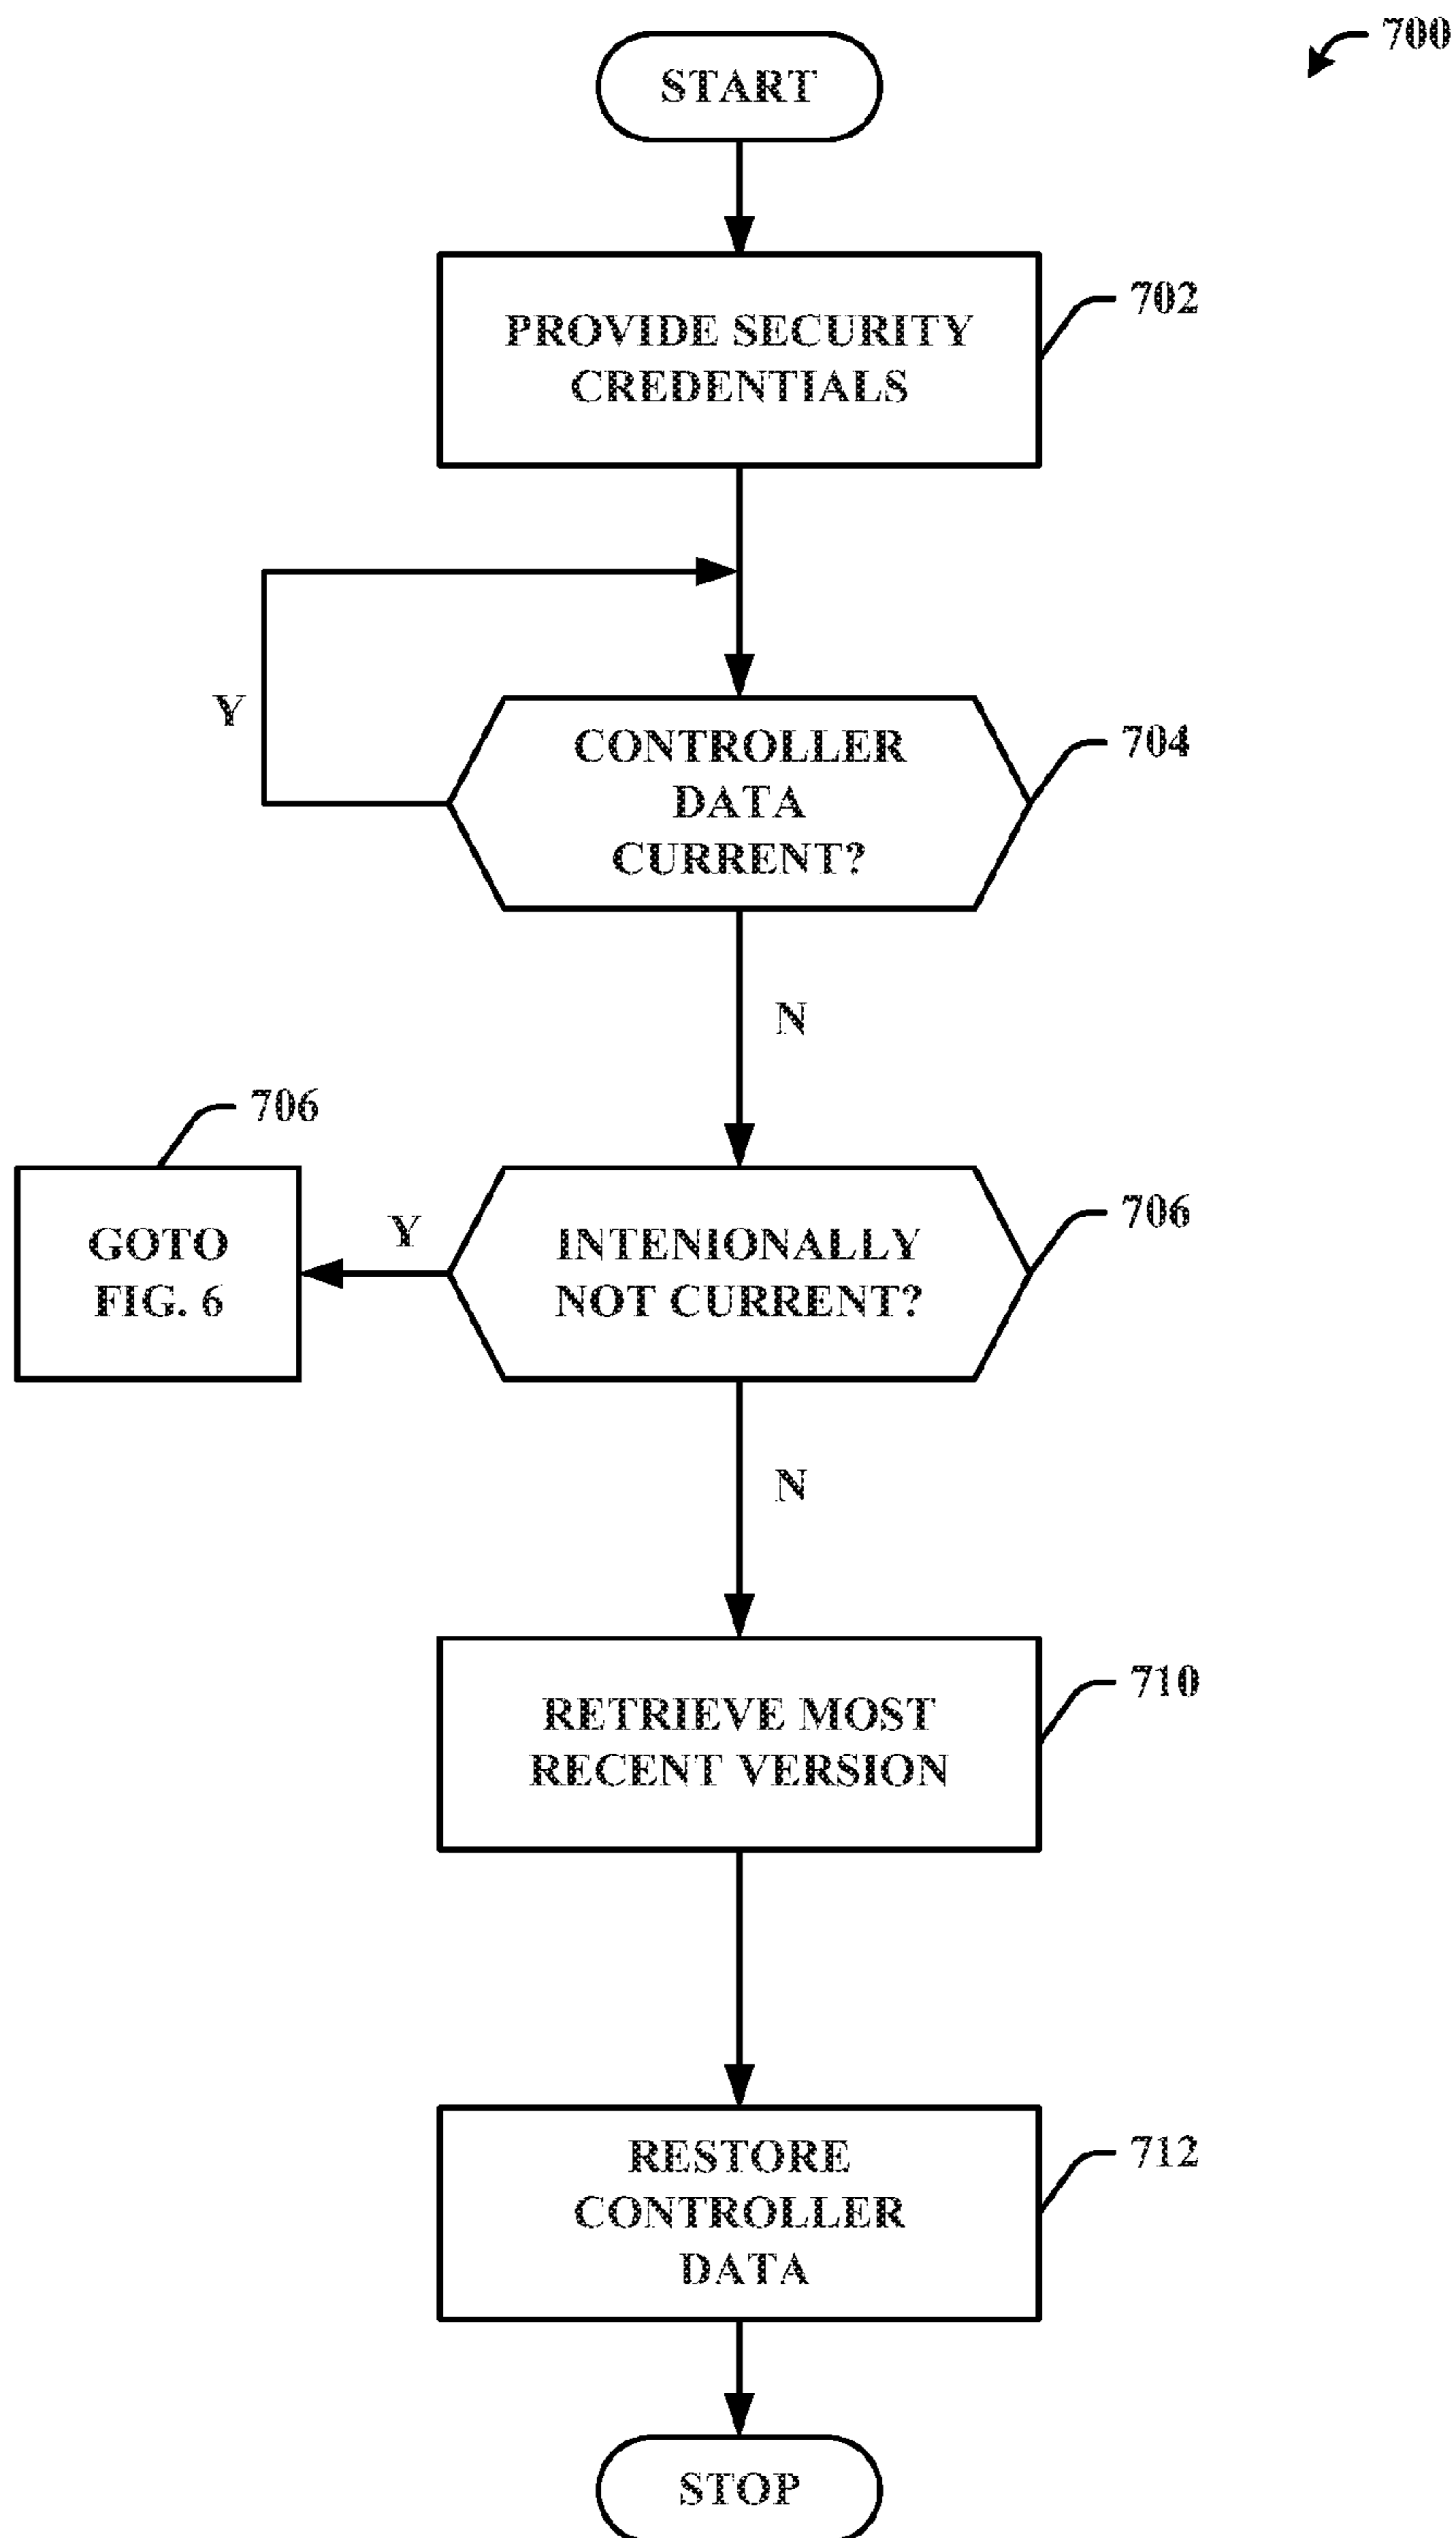 700
START
PROVIDE SECURITY
CREDENTIALS
702
Y
CONTROLLER
DATA
CURRENT?
704
N
706
GOTO
FIG. 6
Y
INTENIONALLY
NOT CURRENT?
706
N
RETRIEVE MOST
RECENT VERSION
710
RESTORE
CONTROLLER
DATA
712
STOP